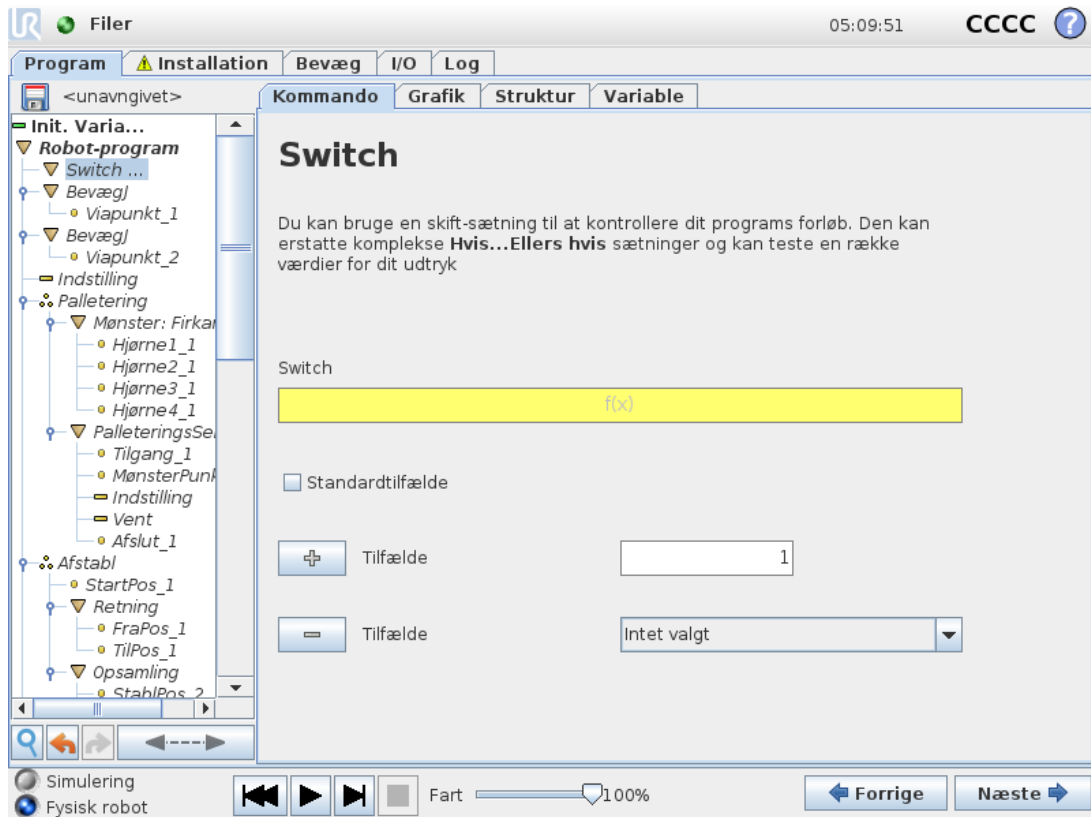 UR Filer 05:09:51 CCCC ?
Program Installation Bevæg I/O Log
<unavngivet>
Kommando Grafik Struktur Variable
Init. Varia...
Robot-program
Switch ...
BevægJ
Viapunkt_1
BevægJ
Viapunkt_2
Indstilling
Palletering
Mønster: Firkan
Hjørne1_1
Hjørne2_1
Hjørne3_1
Hjørne4_1
PalleteringsSe
Tilgang_1
MønsterPunk
Indstilling
Vent
Afslut_1
Afstabl
StartPos_1
Retning
FraPos_1
TilPos_1
Opsamling
StablPos_2
Switch
Du kan bruge en skift-sætning til at kontrollere dit programs forløb. Den kan
erstatte komplekse Hvis...Ellers hvis sætninger og kan teste en række
værdier for dit udtryk
Switch
f(x)
Standardtilfælde
Tilfælde 1
Tilfælde Intet valgt
Simulering
Fysisk robot
Fart 100%
Forrige Næste